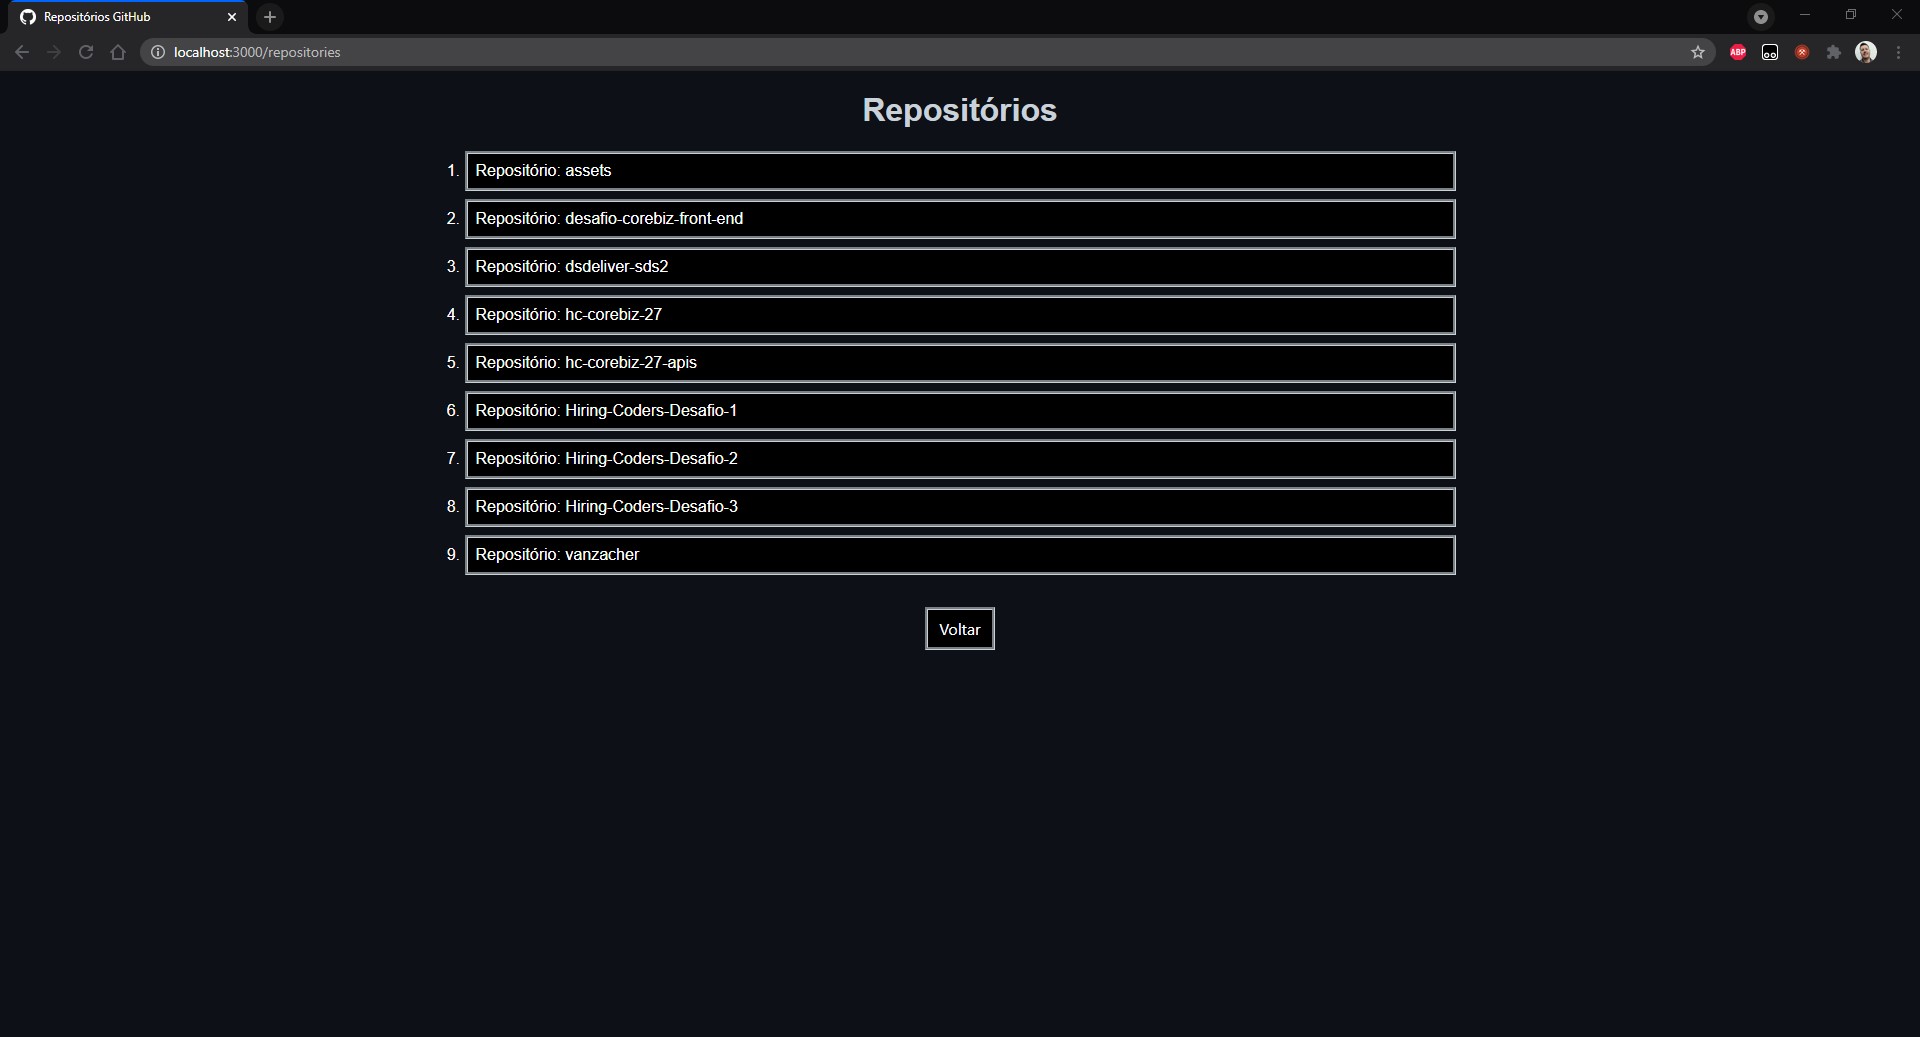 Repositórios GitHub
localhost:3000/repositories
ABP
Repositórios
1. Repositório: assets
2. Repositório: desafio-corebiz-front-end
3. Repositório: dsdeliver-sds2
4. Repositório: hc-corebiz-27
5. Repositório: hc-corebiz-27-apis
6. Repositório: Hiring-Coders-Desafio-1
7. Repositório: Hiring-Coders-Desafio-2
8. Repositório: Hiring-Coders-Desafio-3
9. Repositório: vanzacher
Voltar